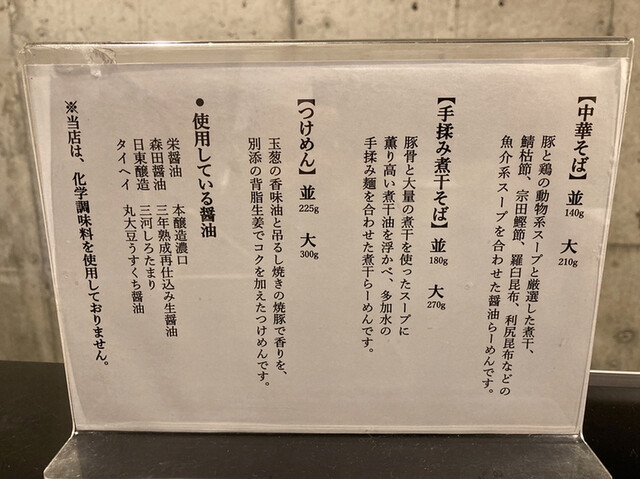 【中華そば】 並 140g 大 210g
豚と鶏の動物系スープと厳選した煮干、
鯖枯節、宗田鰹節、羅臼昆布、利尻昆布などの
魚介系スープを合わせた醤油らーめんです。
【手揉み煮干そば】 並 180g 大 270g
豚骨と大量の煮干を使ったスープに
薫り高い煮干油を浮かべ、多加水の
手揉み麺を合わせた煮干らーめんです。
【つけめん】 並 225g 大 300g
玉葱の香味油と吊るし焼きの焼豚で香りを、
別添の背脂生姜でコクを加えたつけめんです。
● 使用している醤油
栄醤油 本醸造濃口
森田醤油 三年熟成再仕込み生醤油
日東醸造 三河しろたまり
タイヘイ 丸大豆うすくち醤油
※当店は、化学調味料を使用しておりません。